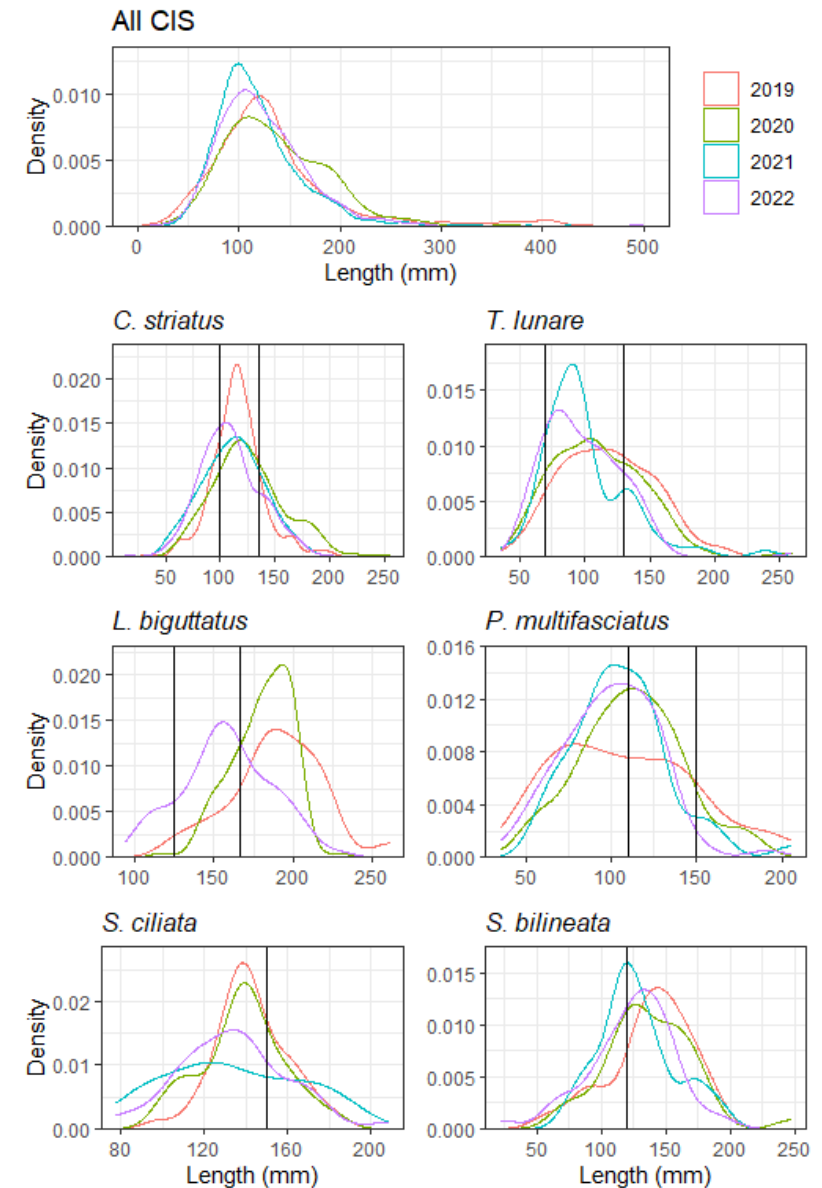 All CIS
0.010
0.005
0.000
Density
0 100 200 300 400 500
Length (mm)
2019
2020
2021
2022
C. striatus
0.020
0.015
0.010
0.005
0.000
Density
50 100 150 200 250
T. lunare
0.015
0.010
0.005
0.000
50 100 150 200 250
L. biguttatus
0.020
0.015
0.010
0.005
0.000
Density
100 150 200 250
P. multifasciatus
0.016
0.012
0.008
0.004
0.000
50 100 150 200
S. ciliata
0.02
0.01
0.00
Density
80 120 160 200
Length (mm)
S. bilineata
0.015
0.010
0.005
0.000
50 100 150 200 250
Length (mm)